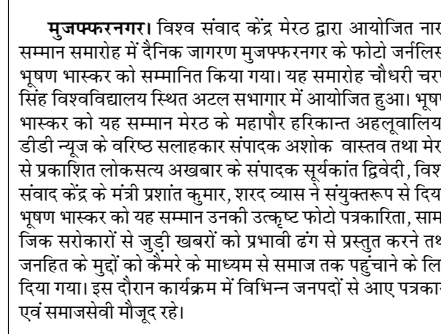 मुजफ्फरनगर। विश्व संवाद केंद्र मेरठ द्वारा आयोजित नार
सम्मान समारोह में दैनिक जागरण मुजफ्फरनगर के फोटो जर्नलिस
भूषण भास्कर को सम्मानित किया गया। यह समारोह चौधरी चर
सिंह विश्वविद्यालय स्थित अटल सभागार में आयोजित हुआ। भूष
भास्कर को यह सम्मान मेरठ के महापौर हरिकान्त अहलूवालिय
डीडी न्यूज के वरिष्ठ सलाहकार संपादक अशोक वास्तव तथा मेर
से प्रकाशित लोकसत्य अखबार के संपादक सूर्यकांत द्विवेदी, विश
संवाद केंद्र के मंत्री प्रशांत कुमार, शरद व्यास ने संयुक्तरूप से दिय
भूषण भास्कर को यह सम्मान उनकी उत्कृष्ट फोटो पत्रकारिता, साम
जिक सरोकारों से जुड़ी खबरों को प्रभावी ढंग से प्रस्तुत करने तथ
जनहित के मुद्दों को कैमरे के माध्यम से समाज तक पहुंचाने के लि
दिया गया। इस दौरान कार्यक्रम में विभिन्न जनपदों से आए पत्रका
एवं समाजसेवी मौजूद रहे।